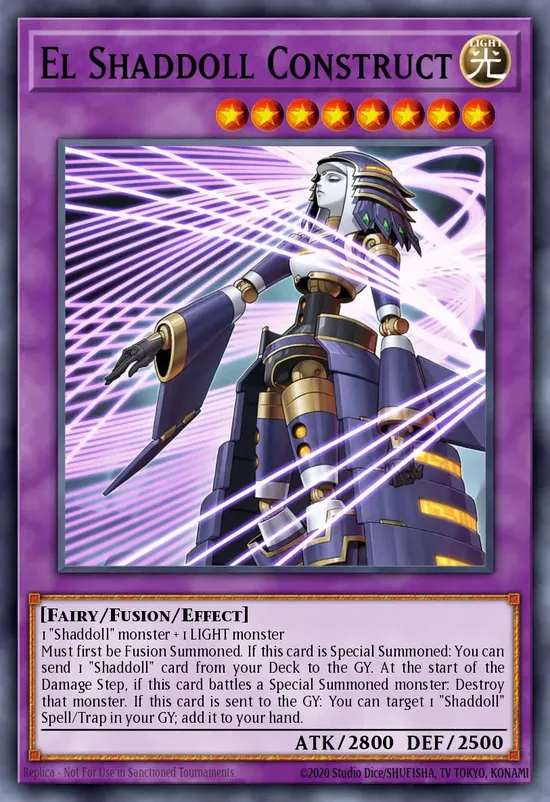 El Shaddoll Construct
LIGHT
光
[Fairy/Fusion/Effect]
1 "Shaddoll" monster + 1 LIGHT monster
Must first be Fusion Summoned. If this card is Special Summoned: You can
send 1 "Shaddoll" card from your Deck to the GY. At the start of the
Damage Step, if this card battles a Special Summoned monster: Destroy
that monster. If this card is sent to the GY: You can target 1 "Shaddoll"
Spell/Trap in your GY; add it to your hand.
ATK/2800 DEF/2500
Replica - Not For Use in Sanctioned Tournaments.
©2020 Studio Dice/SHUEISHA, TV TOKYO, KONAMI